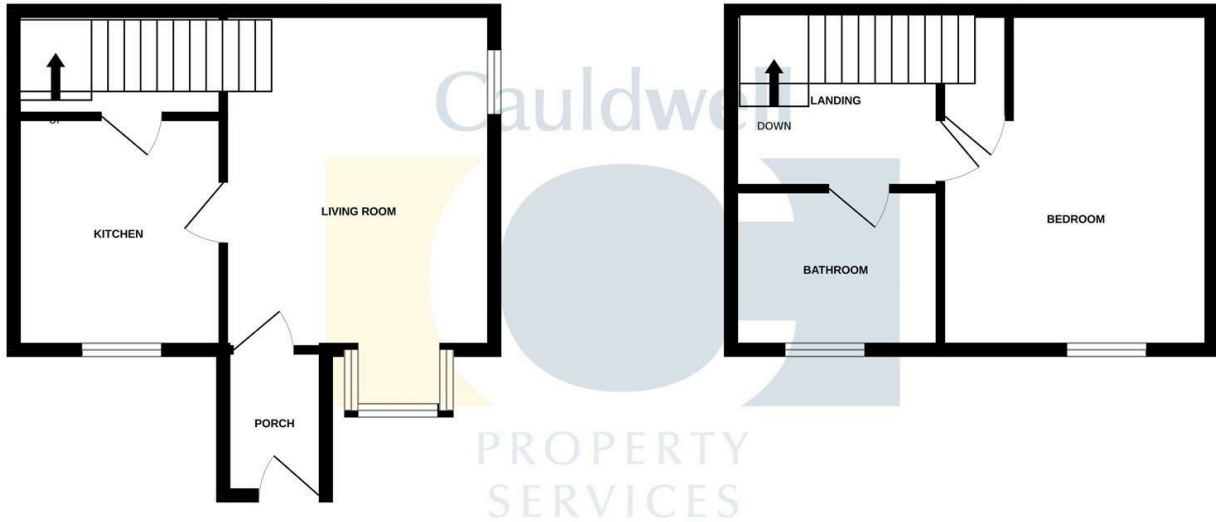 Cauldwell
PROPERTY
SERVICES
KITCHEN
LIVING ROOM
PORCH
LANDING
DOWN
BATHROOM
BEDROOM